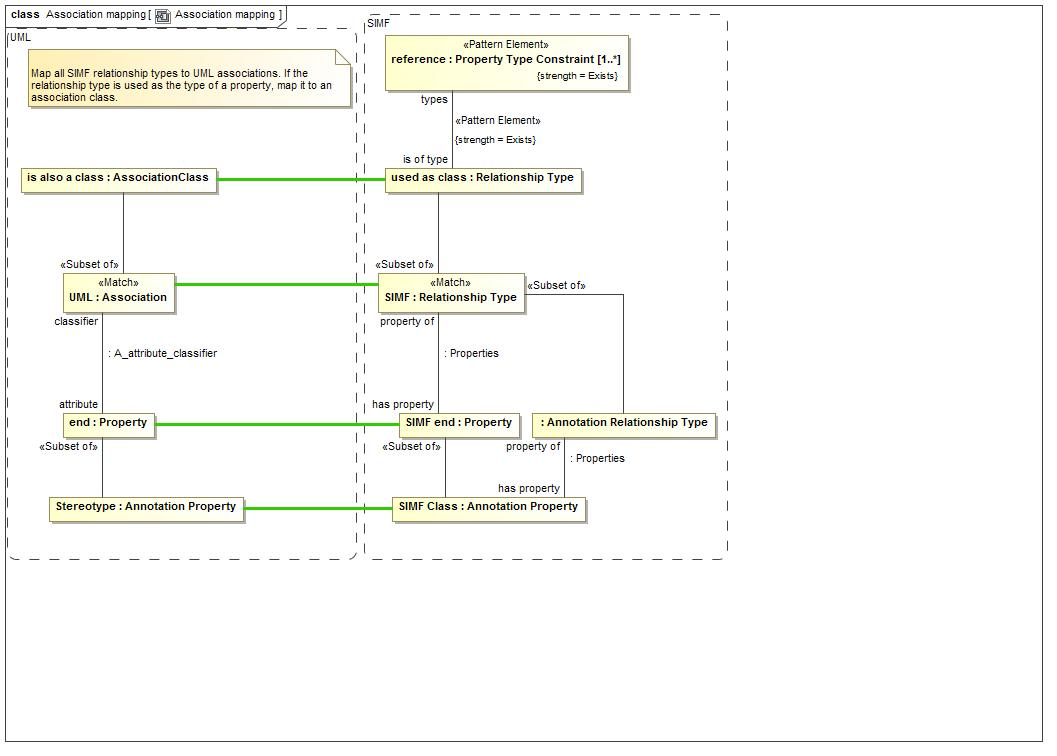 class Association mapping [ Association mapping ]
UML
Map all SIMF relationship types to UML associations. If the
relationship type is used as the type of a property, map it to an
association class.
is also a class : AssociationClass
«Subset of»
«Match»
UML : Association
classifier
: A_attribute_classifier
attribute
end : Property
«Subset of»
Stereotype : Annotation Property
SIMF
«Pattern Element»
reference : Property Type Constraint [1..*]
{strength = Exists}
types
«Pattern Element»
{strength = Exists}
is of type
used as class : Relationship Type
«Subset of»
«Match»
SIMF : Relationship Type
«Subset of»
property of
: Properties
has property
SIMF end : Property
: Annotation Relationship Type
«Subset of»
property of
: Properties
has property
SIMF Class : Annotation Property